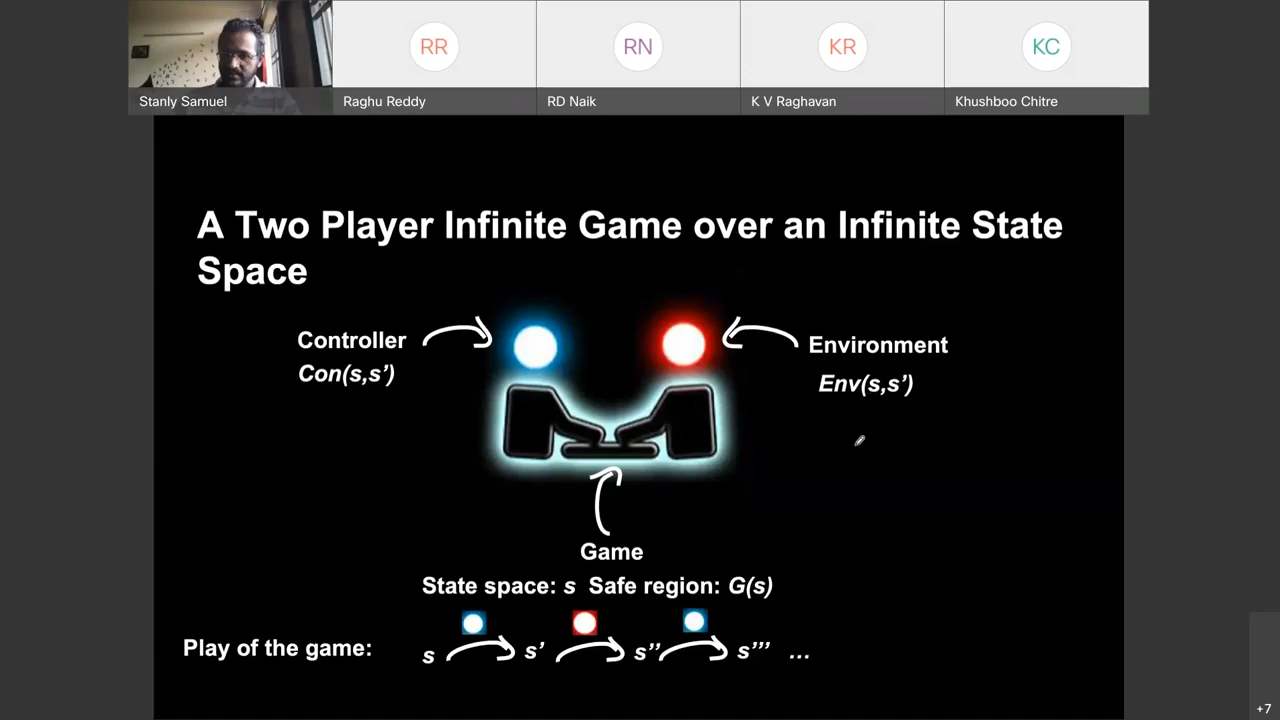 RR
RN
KR
KC
Stanly Samuel
Raghu Reddy
RD Naik
K V Raghavan
Khushboo Chitre
A Two Player Infinite Game over an Infinite State
Space
Controller
Con(s,s’)
Environment
Env(s,s’)
Game
State space: s Safe region: G(s)
Play of the game: s s’ s’’ s’’’ ...
+7